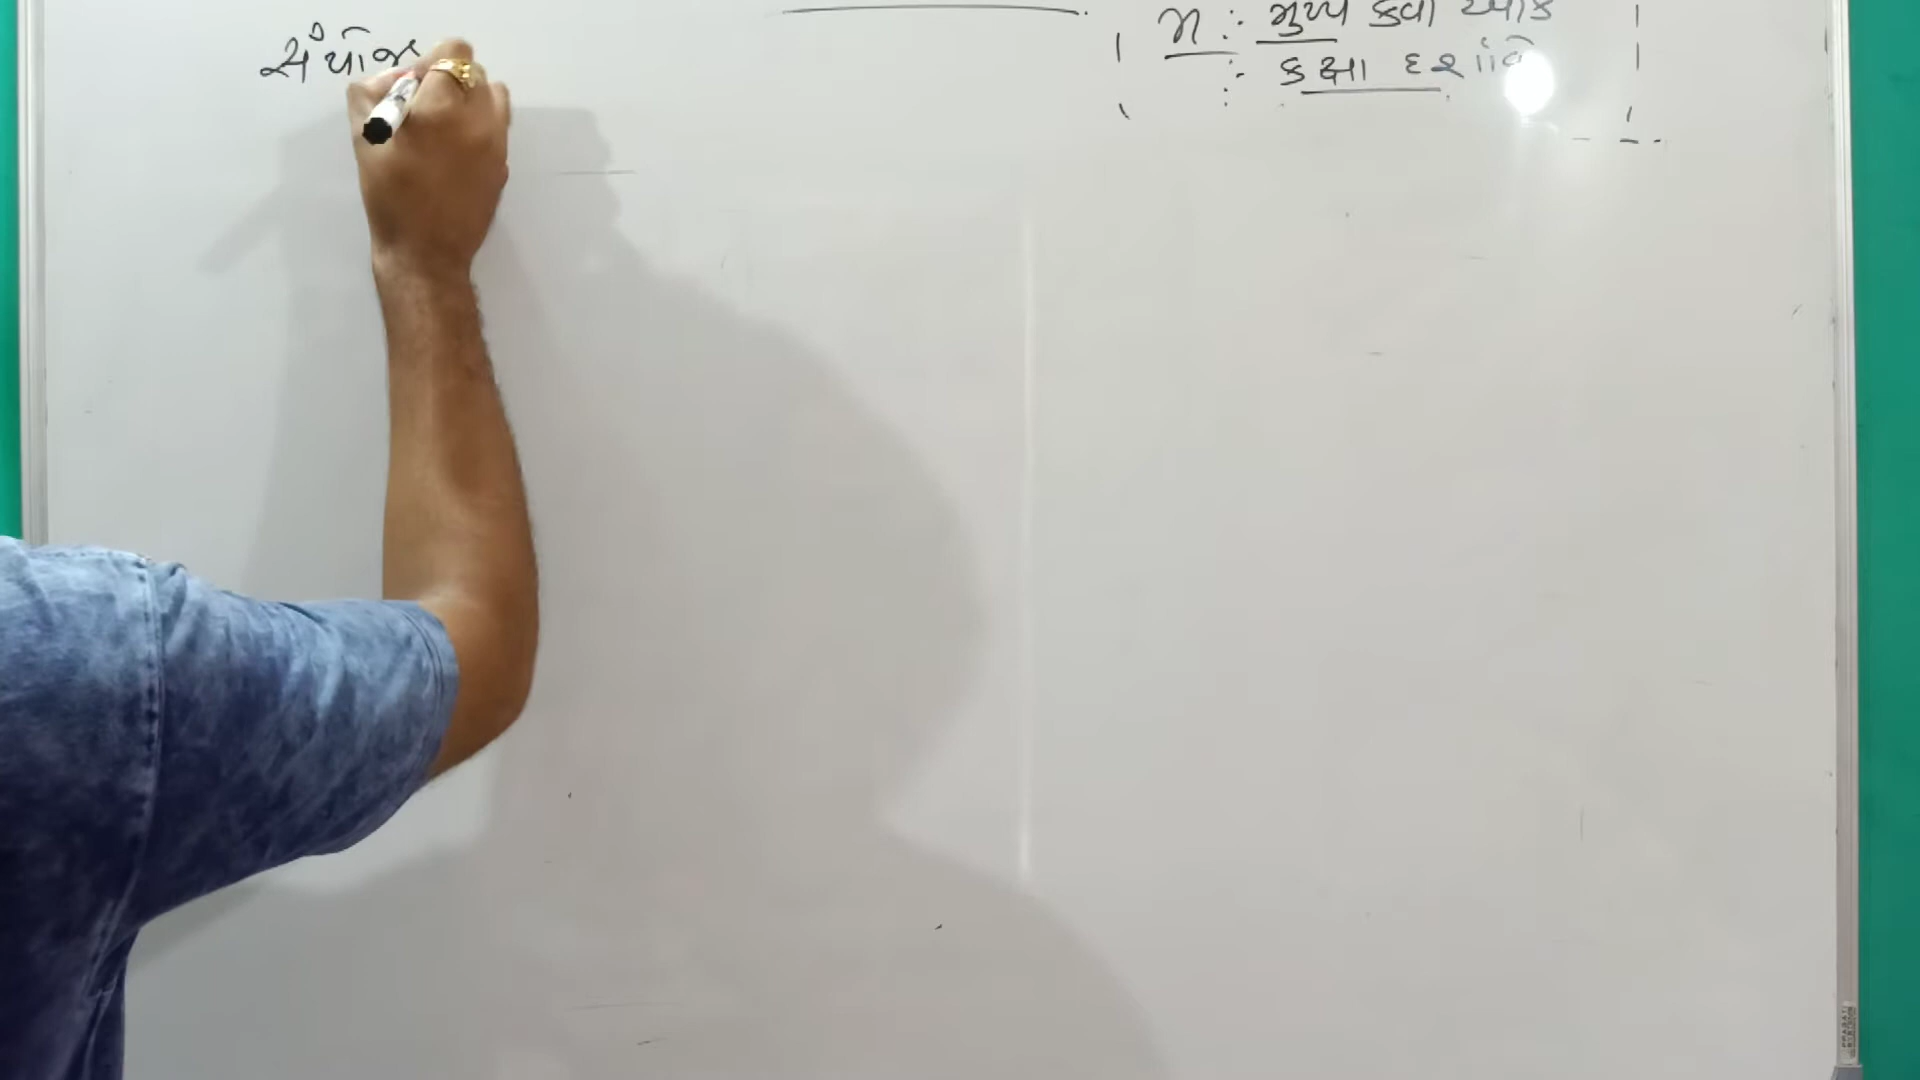 સંયોજ
n : મુખ્ય ક્વોન્ટમ આંક
: કક્ષા દર્શાવે